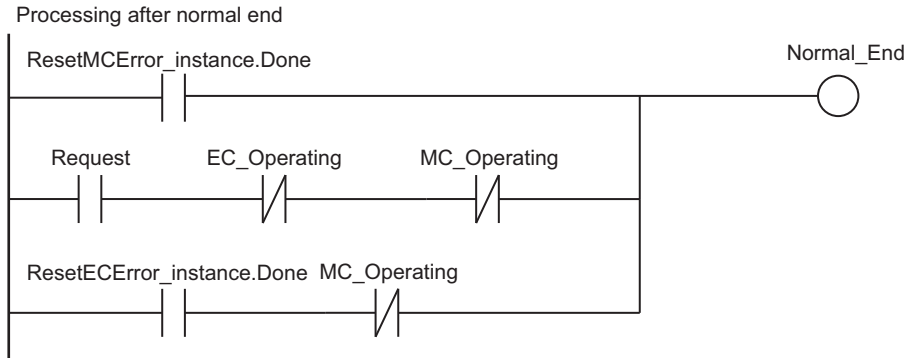 Processing after normal end
ResetMCError_instance.Done
Normal_End
Request EC_Operating MC_Operating
ResetECError_instance.Done MC_Operating